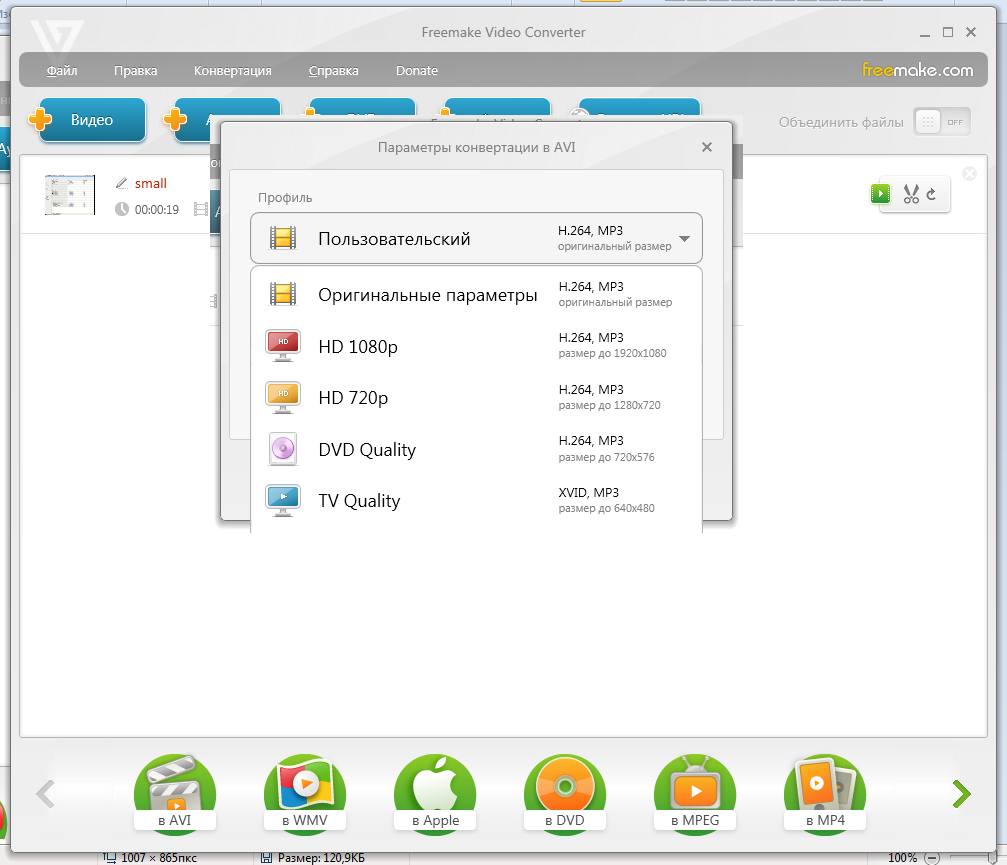 Freemake Video Converter
Файл Правка Конвертация Справка Donate
freemake.com
Видео
Объединить файлы OFF
Параметры конвертации в AVI
small
00:00:19
Профиль
Пользовательский
H.264, MP3
оригинальный размер
Оригинальные параметры
H.264, MP3
оригинальный размер
HD
HD 1080p
H.264, MP3
размер до 1920x1080
HD
HD 720p
H.264, MP3
размер до 1280x720
DVD Quality
H.264, MP3
размер до 720x576
TV Quality
XVID, MP3
размер до 640x480
в AVI
в WMV
в Apple
в DVD
в MPEG
в MP4
1007 × 865пкс
Размер: 120,9КБ
100%